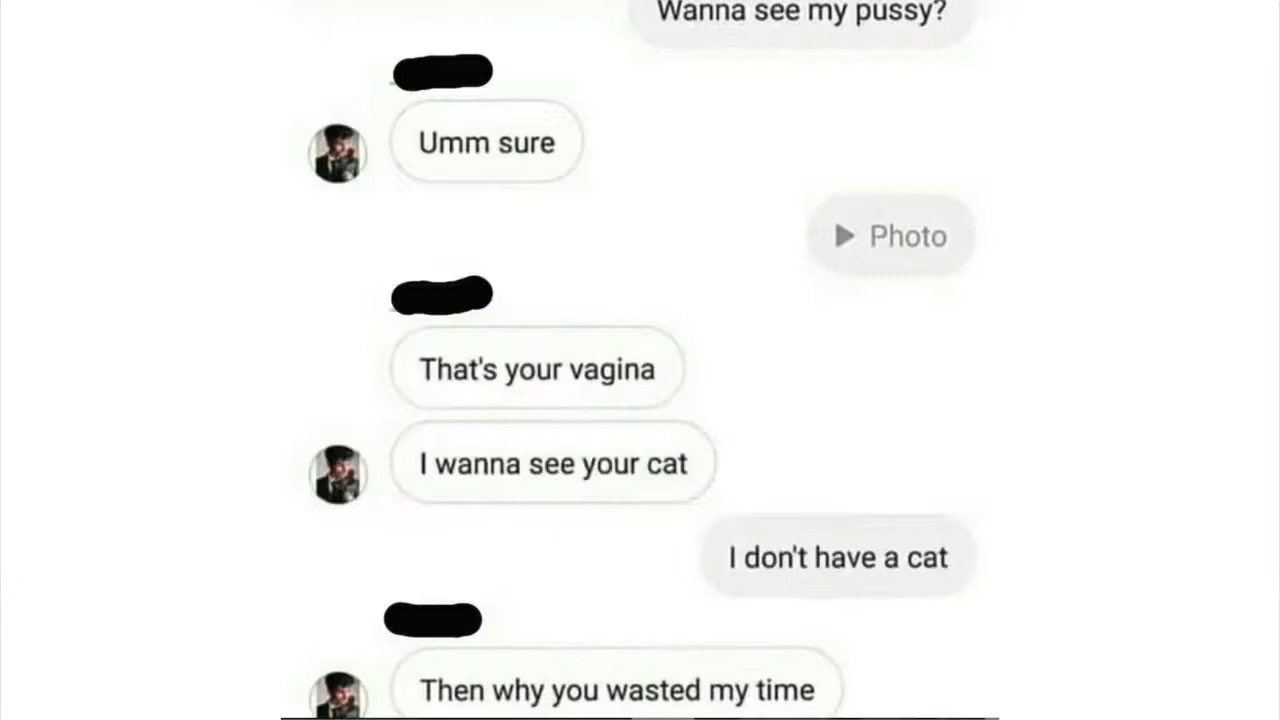 Wanna see my pussy?
Umm sure
Photo
That's your vagina
I wanna see your cat
I don't have a cat
Then why you wasted my time